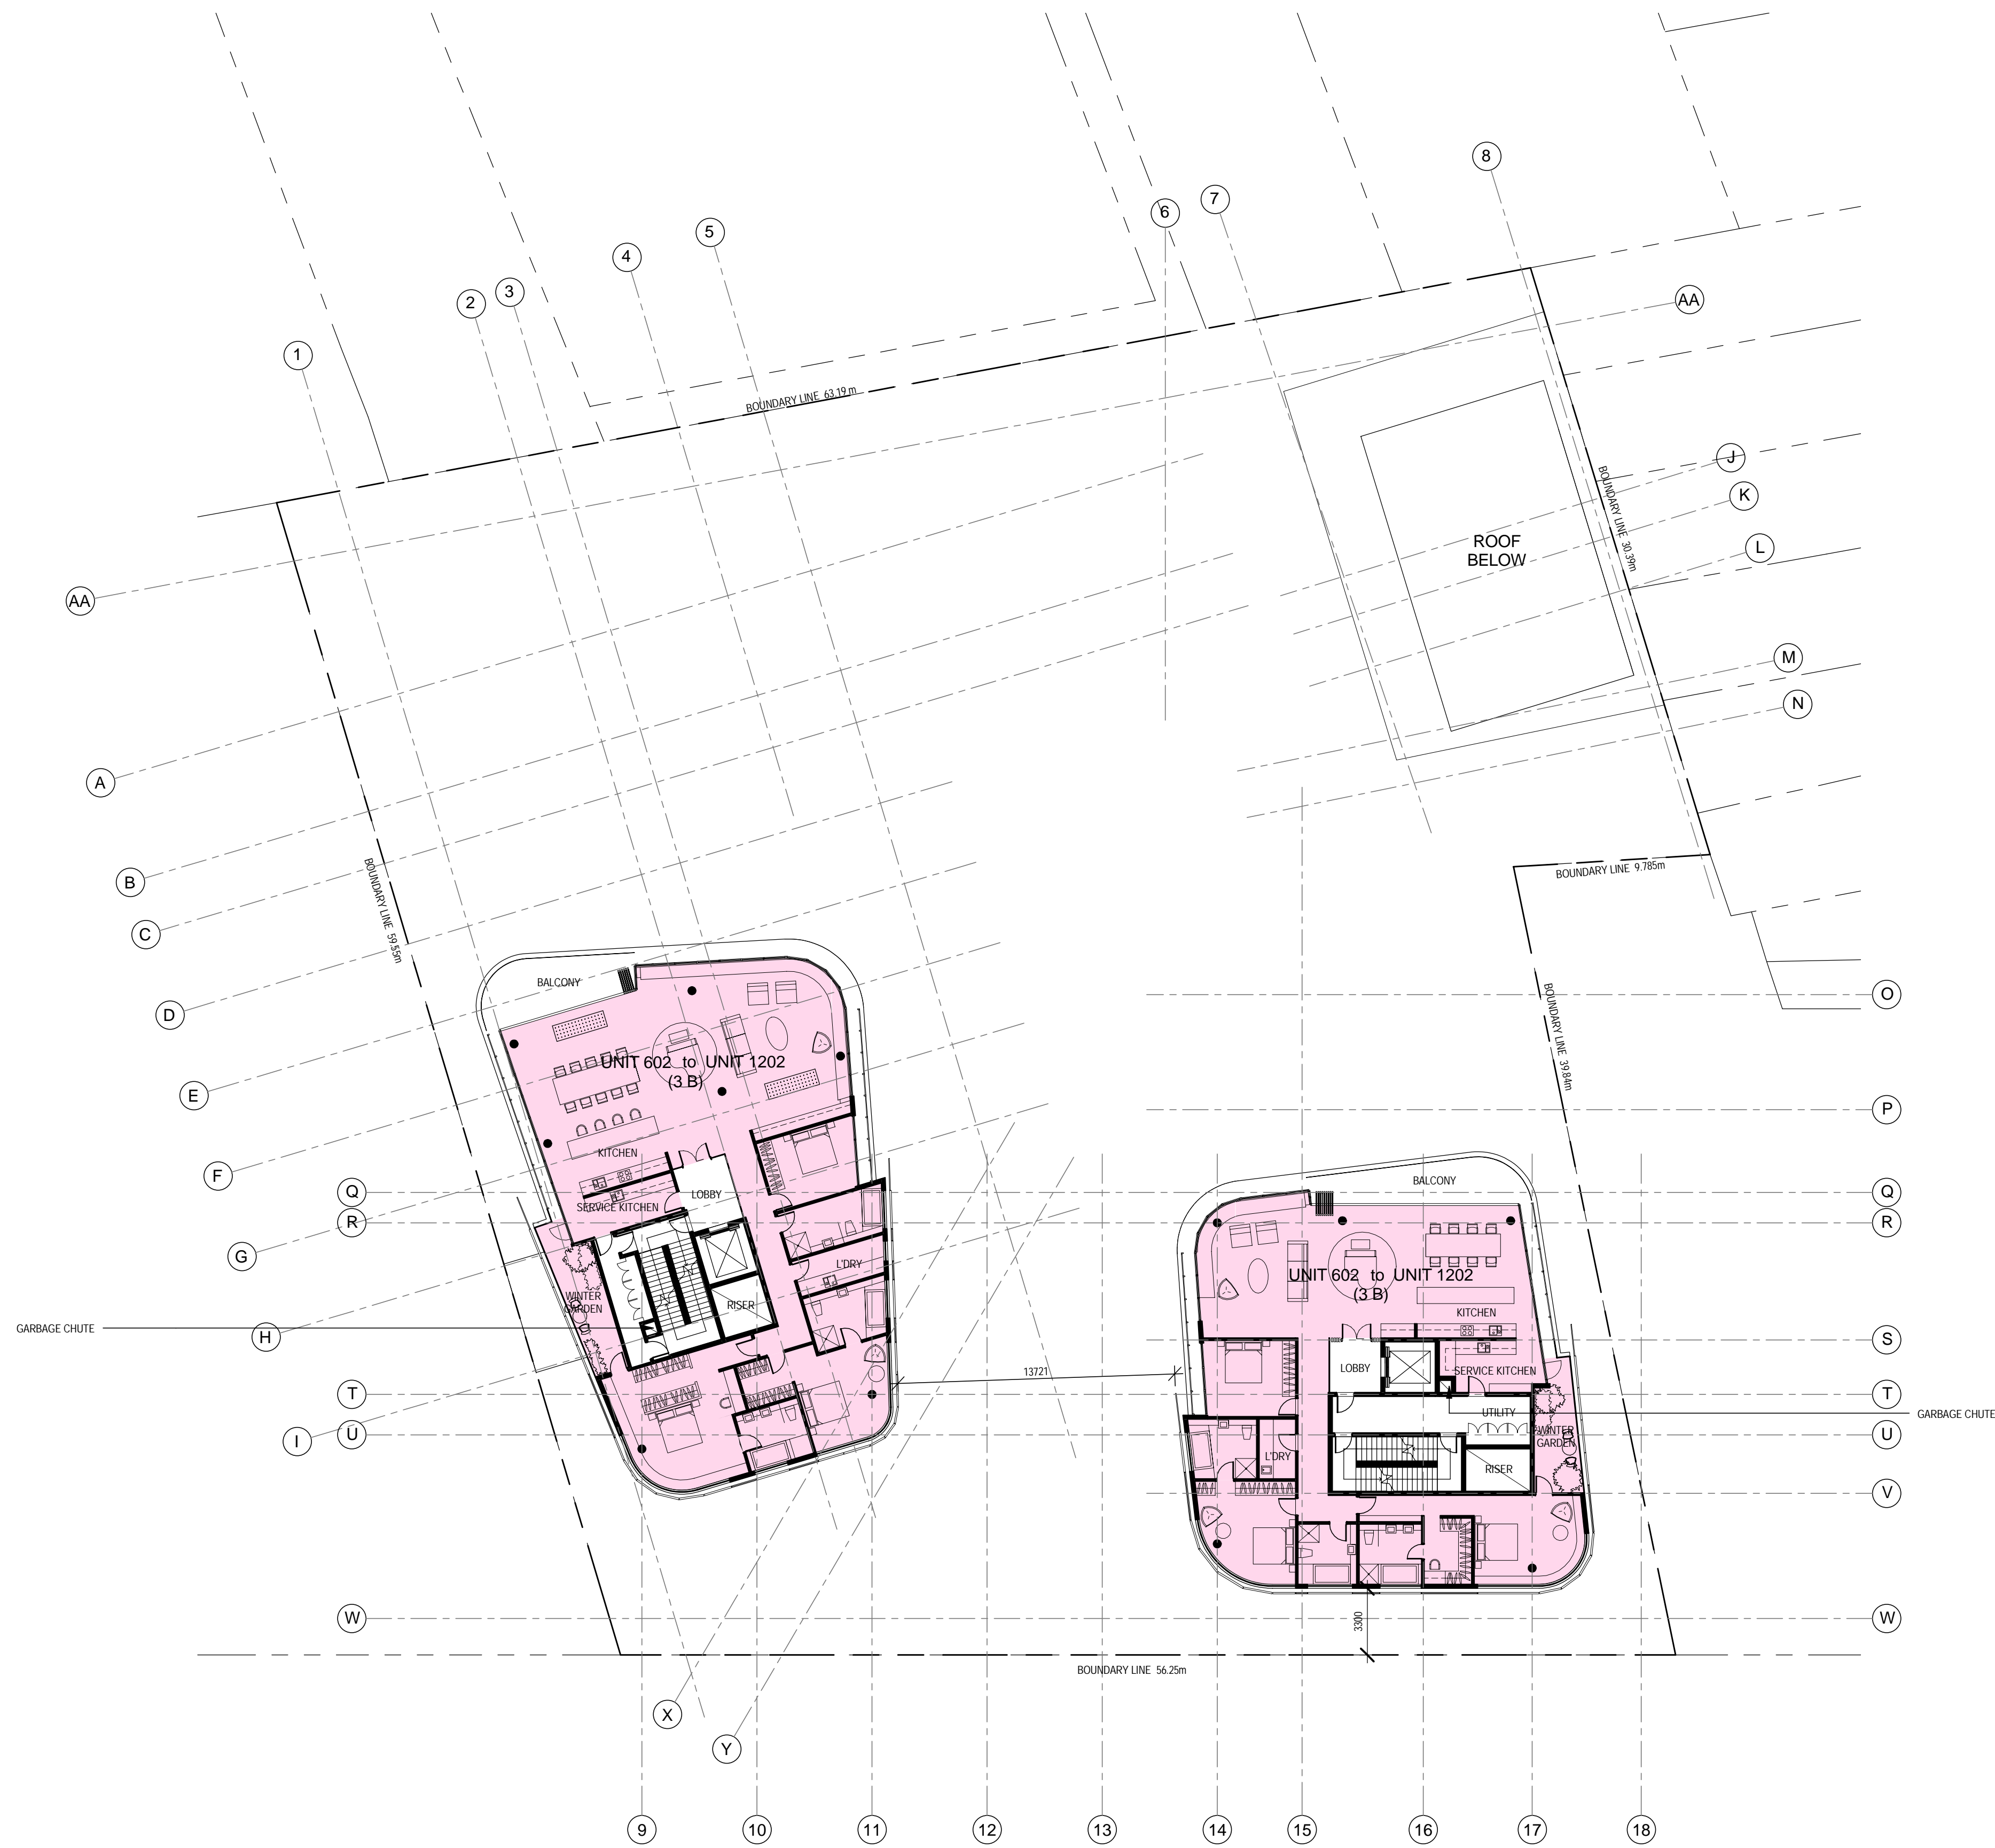 8
7
6
5
4
3
2
1
AA
BOUNDARY LINE 63.19 m
J
K
BOUNDARY LINE 30.39m
L
ROOF
BELOW
AA
M
N
A
B
C
D
E
F
G
H
I
BOUNDARY LINE 59.55m
BOUNDARY LINE 9.785m
BOUNDARY LINE 39.84m
O
P
Q
R
S
T
U
V
W
BALCONY
UNIT 602 to UNIT 1202
(3 B)
KITCHEN
SERVICE KITCHEN
LOBBY
L'DRY
RISER
WINTER
GARDEN
GARBAGE CHUTE
Q
R
T
U
W
13721
BALCONY
UNIT 602 to UNIT 1202
(3 B)
KITCHEN
LOBBY
SERVICE KITCHEN
UTILITY
GARBAGE CHUTE
WINTER
GARDEN
L'DRY
RISER
3300
BOUNDARY LINE 56.25m
X
Y
9
10
11
12
13
14
15
16
17
18